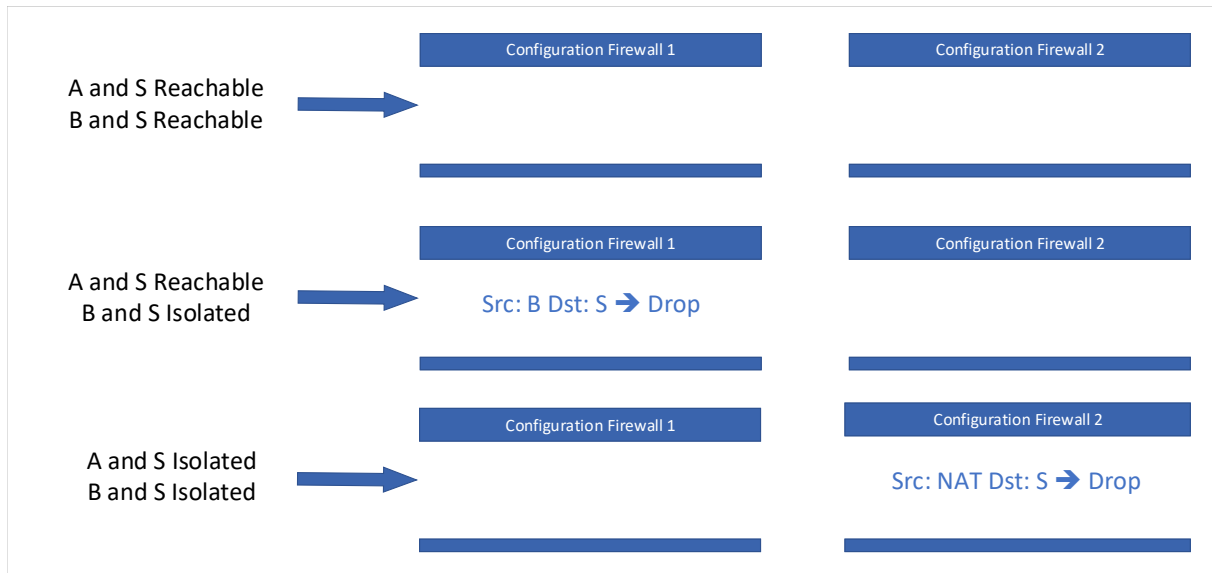 Configuration Firewall 1
Configuration Firewall 2
A and S Reachable
B and S Reachable
Configuration Firewall 1
Configuration Firewall 2
A and S Reachable
B and S Isolated
Src: B Dst: S ➔ Drop
Configuration Firewall 1
Configuration Firewall 2
A and S Isolated
B and S Isolated
Src: NAT Dst: S ➔ Drop